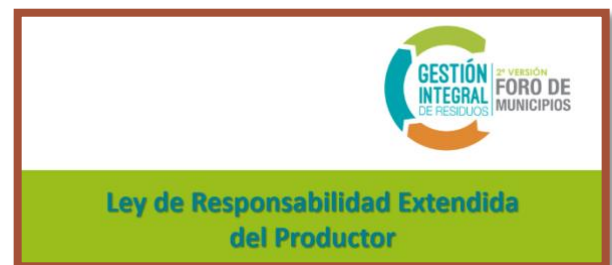 GESTIÓN
INTEGRAL
DE RESIDUOS
2ª VERSIÓN
FORO DE
MUNICIPIOS
Ley de Responsabilidad Extendida
del Productor